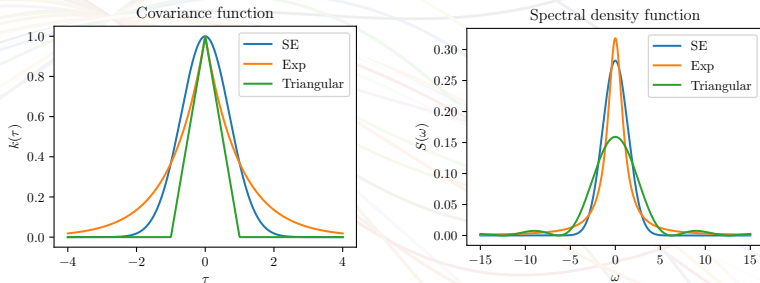 Covariance function
1.0
0.8
0.6
0.4
0.2
0.0
k(τ)
−4
−2
0
2
4
τ
SE
Exp
Triangular
Spectral density function
0.30
0.25
0.20
0.15
0.10
0.05
0.00
S(ω)
−15
−10
−5
0
5
10
15
ω
SE
Exp
Triangular